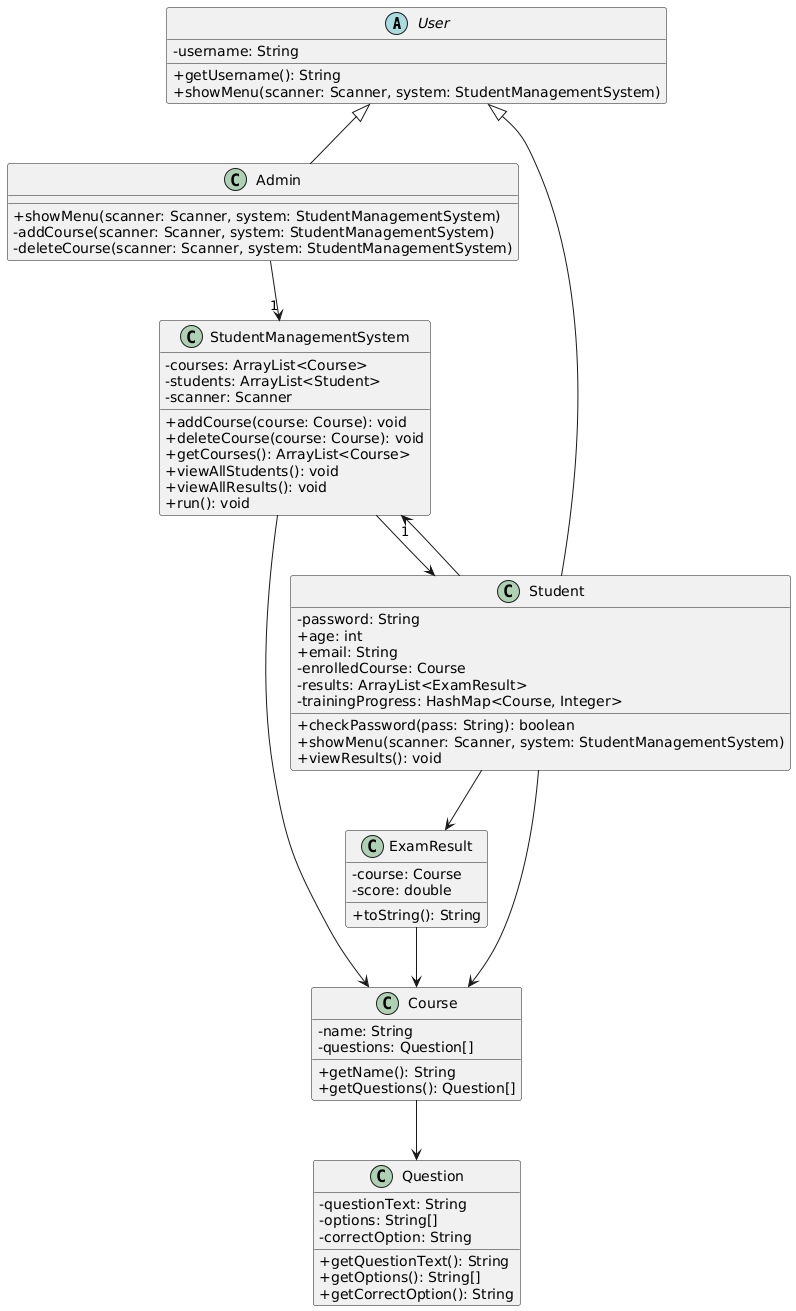 A User
-username: String
+getUsername(): String
+showMenu(scanner: Scanner, system: StudentManagementSystem)
C Admin
+showMenu(scanner: Scanner, system: StudentManagementSystem)
-addCourse(scanner: Scanner, system: StudentManagementSystem)
-deleteCourse(scanner: Scanner, system: StudentManagementSystem)
1
C StudentManagementSystem
-courses: ArrayList<Course>
-students: ArrayList<Student>
-scanner: Scanner
+addCourse(course: Course): void
+deleteCourse(course: Course): void
+getCourses(): ArrayList<Course>
+viewAllStudents(): void
+viewAllResults(): void
+run(): void
1
C Student
-password: String
+age: int
+email: String
-enrolledCourse: Course
-results: ArrayList<ExamResult>
-trainingProgress: HashMap<Course, Integer>
+checkPassword(pass: String): boolean
+showMenu(scanner: Scanner, system: StudentManagementSystem)
+viewResults(): void
C ExamResult
-course: Course
-score: double
+toString(): String
C Course
-name: String
-questions: Question[]
+getName(): String
+getQuestions(): Question[]
C Question
-questionText: String
-options: String[]
-correctOption: String
+getQuestionText(): String
+getOptions(): String[]
+getCorrectOption(): String